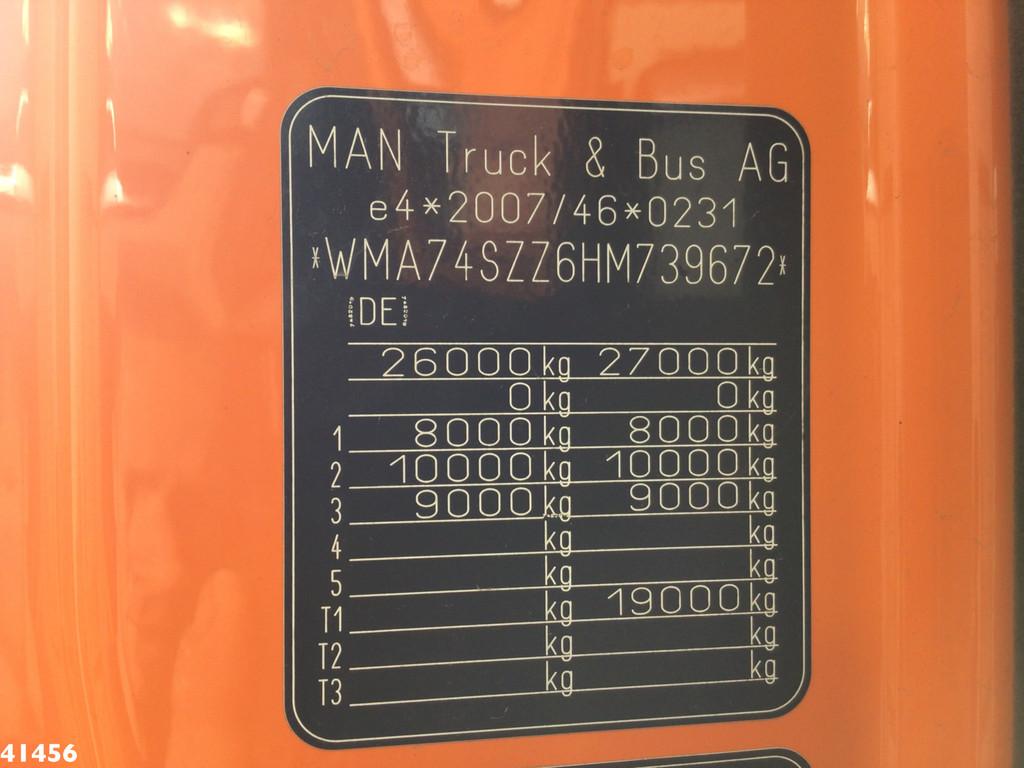 MAN Truck & Bus AG
e4*2007/46*0231
*WMA74SZZ6HM739672*
DE
26000 kg 27000 kg
0 kg 0 kg
1 8000 kg 8000 kg
2 10000 kg 10000 kg
3 9000 kg 9000 kg
4 kg kg
5 kg kg
T1 kg 19000 kg
T2 kg kg
T3 kg kg
41456